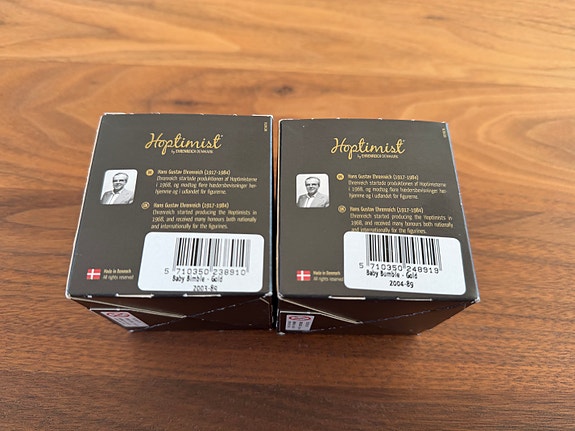 Hoptimist
by EHRENREICH DENMARK
Hans Gustav Ehrenreich (1917-1984)
Ehrenreich startede produktionen af Hoptimisterne
i 1968, og modtog flere hædersbevisninger her-
hjemme og i udlandet for figurerne.
Hans Gustav Ehrenreich (1917-1984)
Ehrenreich started producing the Hoptimists in
1968, and received many honours both nationally
and internationally for the figurines.
Made in Denmark
All rights reserved
5 710350 238910
Baby Bimble - Gold
2003-89
Hoptimist
by EHRENREICH DENMARK
Hans Gustav Ehrenreich (1917-1984)
Ehrenreich startede produktionen af Hoptimisterne
i 1968, og modtog flere hædersbevisninger her-
hjemme og i udlandet for figurerne.
Hans Gustav Ehrenreich (1917-1984)
Ehrenreich started producing the Hoptimists in
1968, and received many honours both nationally
and internationally for the figurines.
Made in Denmark
All rights reserved
5 710350 248919
Baby Bumble - Gold
2004-89